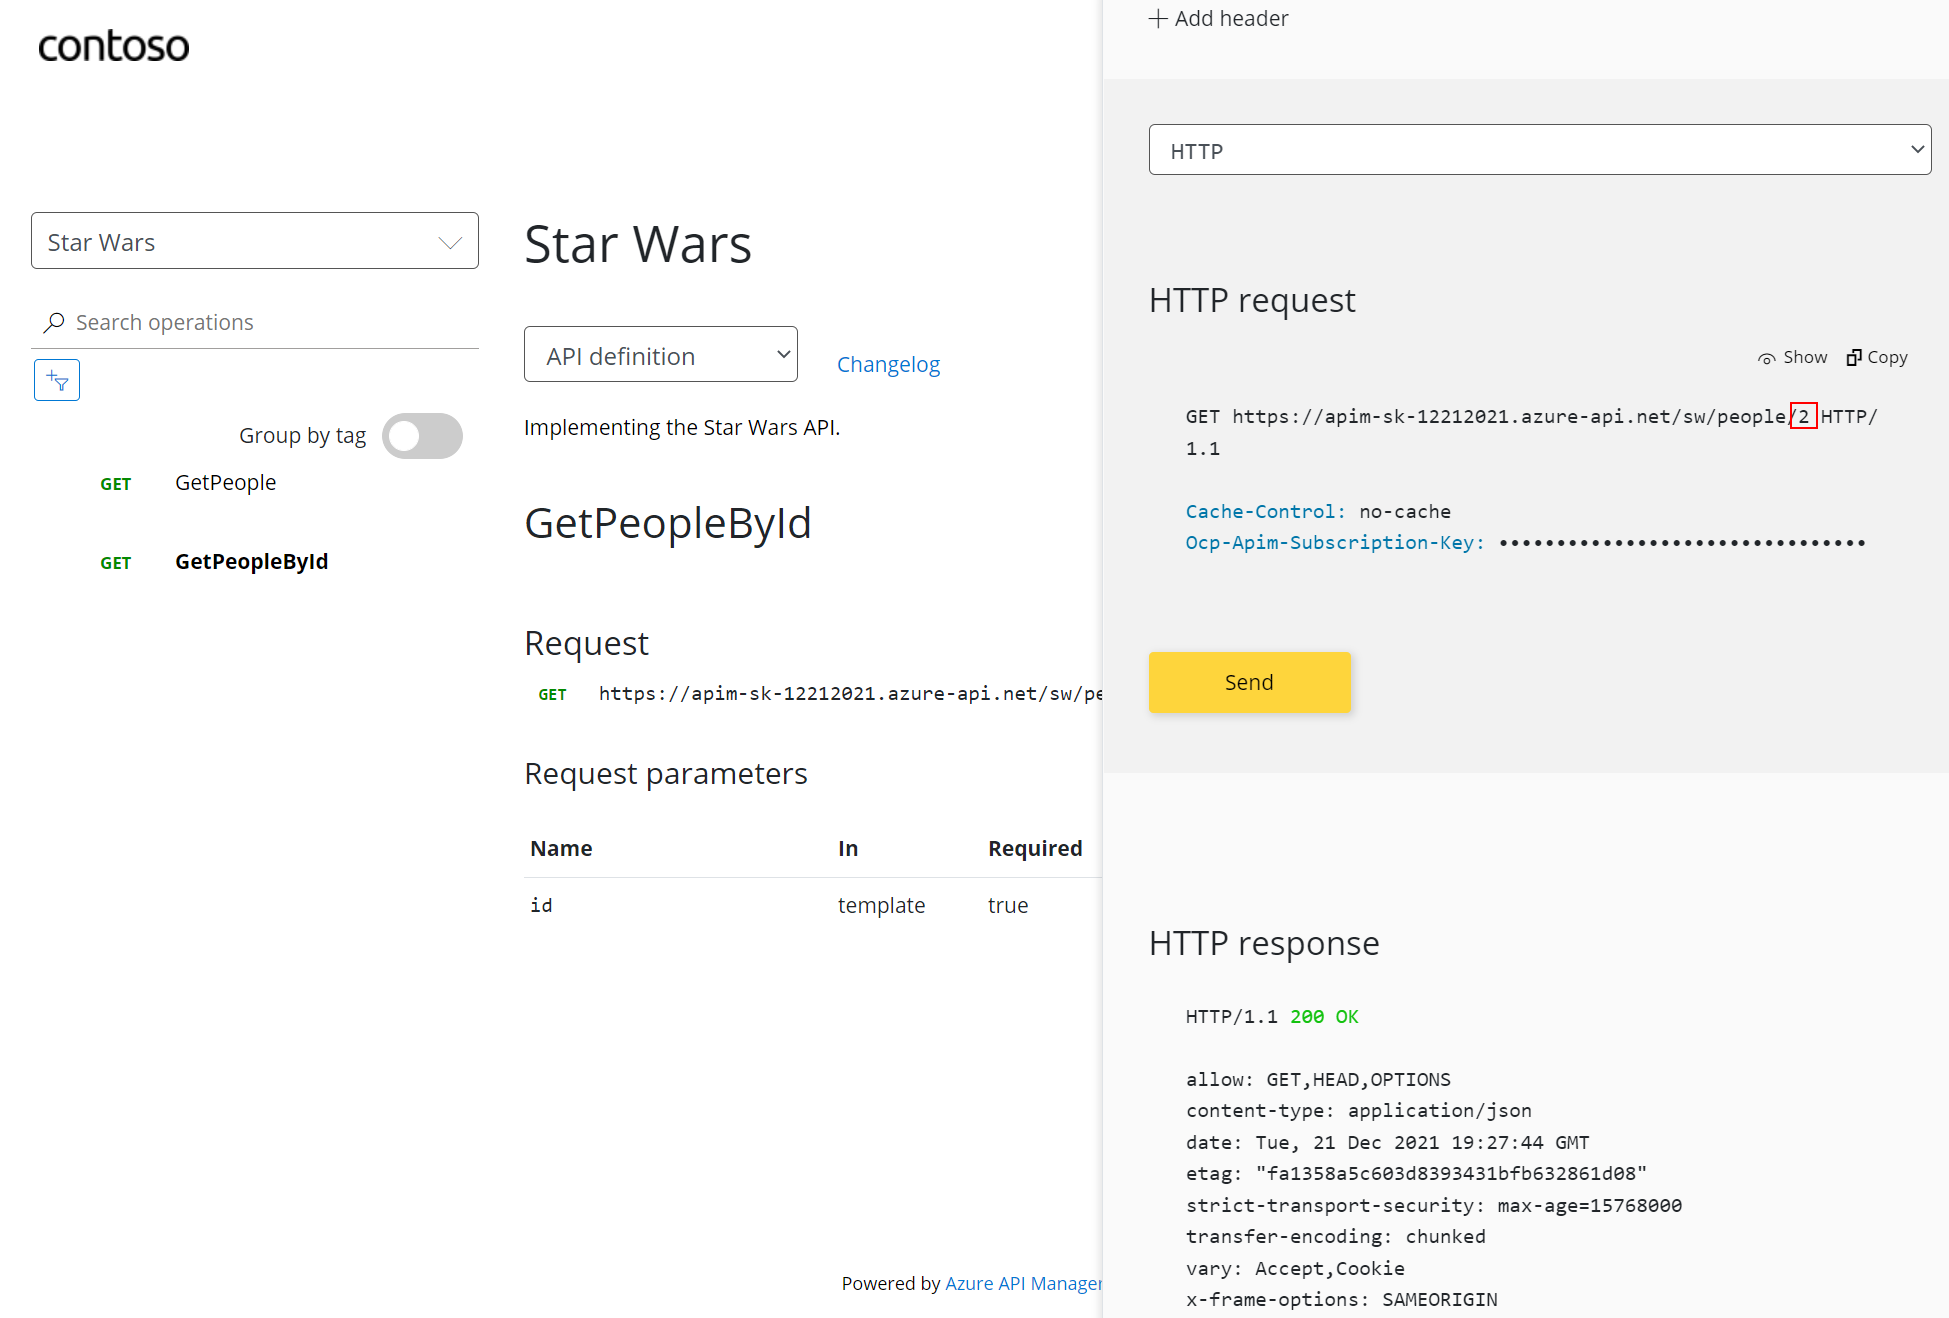 contoso
Star Wars
Search operations
Group by tag
GET GetPeople
GET GetPeopleById
Star Wars
API definition
Changelog
Implementing the Star Wars API.
GetPeopleById
Request
GET https://apim-sk-12212021.azure-api.net/sw/pe
Request parameters
Name In Required
id template true
Powered by Azure API Manager
+ Add header
HTTP
HTTP request
Show Copy
GET https://apim-sk-12212021.azure-api.net/sw/people/2 HTTP/
1.1
Cache-Control: no-cache
Ocp-Apim-Subscription-Key: ••••••••••••••••••••••••••••••••
Send
HTTP response
HTTP/1.1 200 OK
allow: GET,HEAD,OPTIONS
content-type: application/json
date: Tue, 21 Dec 2021 19:27:44 GMT
etag: "fa1358a5c603d8393431bfb632861d08"
strict-transport-security: max-age=15768000
transfer-encoding: chunked
vary: Accept,Cookie
x-frame-options: SAMEORIGIN